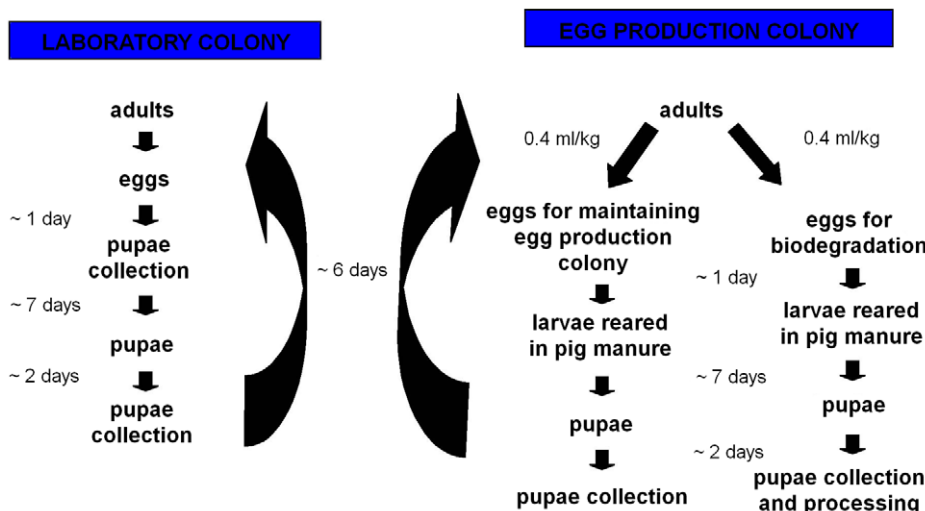 LABORATORY COLONY
adults
eggs
~ 1 day
pupae
collection
~ 7 days
pupae
~ 2 days
pupae
collection
~ 6 days
EGG PRODUCTION COLONY
adults
0.4 ml/kg
0.4 ml/kg
eggs for maintaining
egg production
colony
larvae reared
in pig manure
pupae
pupae collection
~ 1 day
~ 7 days
~ 2 days
eggs for
biodegradation
larvae reared
in pig manure
pupae
pupae collection
and processing